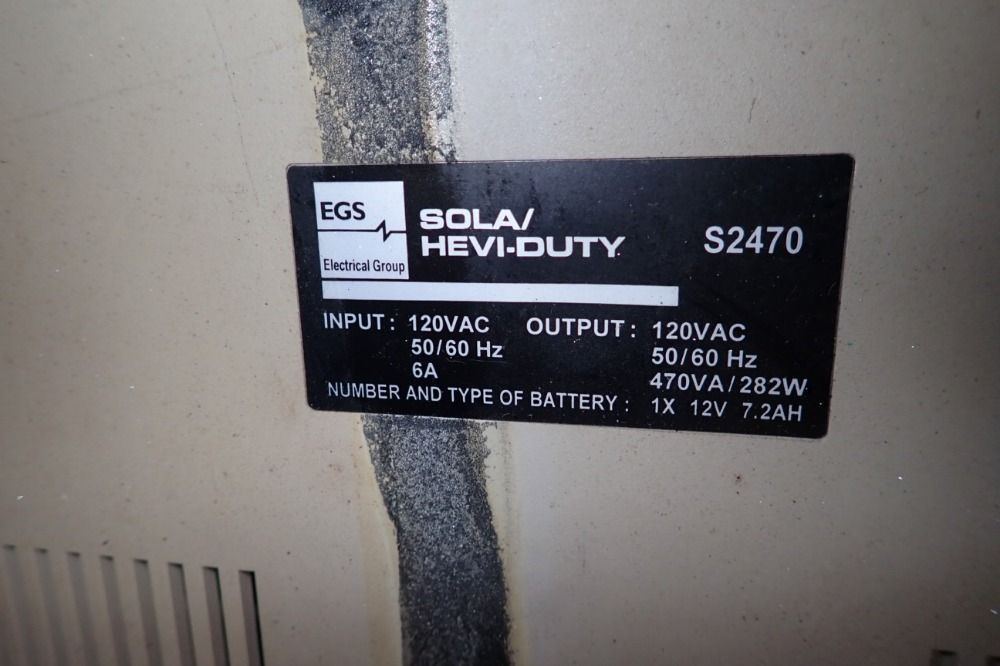 EGS
Electrical Group
SOLA/
HEVI-DUTY
S2470
INPUT: 120VAC
50/60 Hz
6A
OUTPUT: 120VAC
50/60 Hz
470VA/282W
NUMBER AND TYPE OF BATTERY: 1X 12V 7.2AH